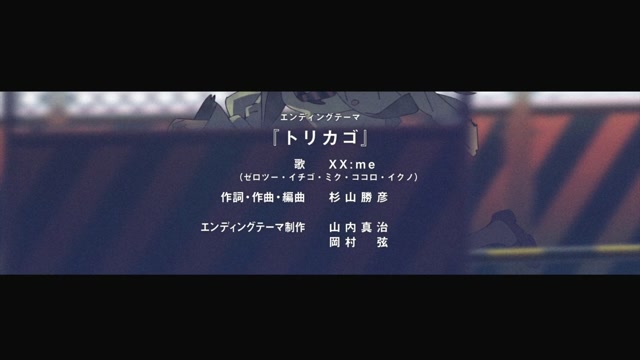 エンディングテーマ
『トリカゴ』
歌 XX:me
(ゼロツー・イチゴ・ミク・ココロ・イクノ)
作詞・作曲・編曲 杉山勝彦
エンディングテーマ制作 山内真治
岡村 弦